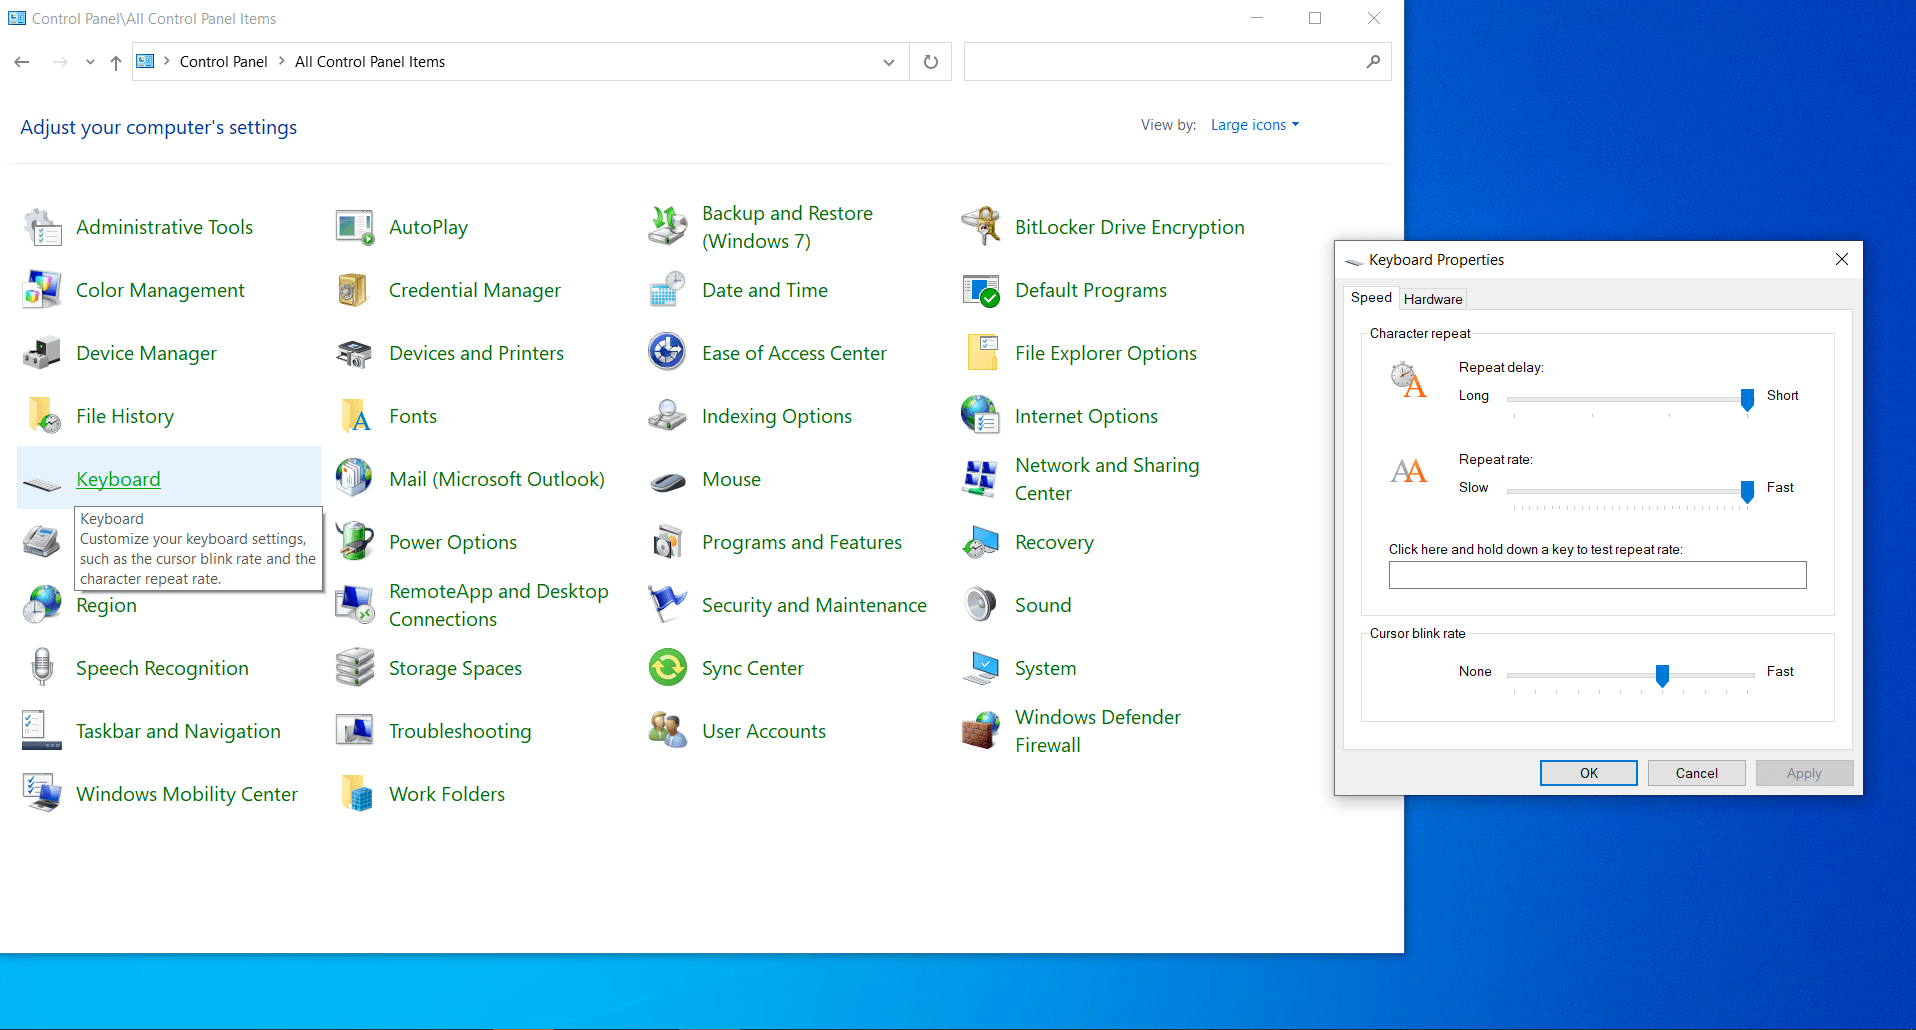 Control Panel\All Control Panel Items
Control Panel
All Control Panel Items
Adjust your computer's settings
View by:
Large icons
Administrative Tools
AutoPlay
Backup and Restore
(Windows 7)
BitLocker Drive Encryption
Color Management
Credential Manager
Date and Time
Default Programs
Device Manager
Devices and Printers
Ease of Access Center
File Explorer Options
File History
Fonts
Indexing Options
Internet Options
Keyboard
Mail (Microsoft Outlook)
Mouse
Network and Sharing
Center
Keyboard
Customize your keyboard settings,
such as the cursor blink rate and the
character repeat rate.
Power Options
Programs and Features
Recovery
Region
RemoteApp and Desktop
Connections
Security and Maintenance
Sound
Speech Recognition
Storage Spaces
Sync Center
System
Taskbar and Navigation
Troubleshooting
User Accounts
Windows Defender
Firewall
Windows Mobility Center
Work Folders
Keyboard Properties
Speed
Hardware
Character repeat
Repeat delay:
Long
Short
Repeat rate:
Slow
Fast
Click here and hold down a key to test repeat rate:
Cursor blink rate
None
Fast
OK
Cancel
Apply